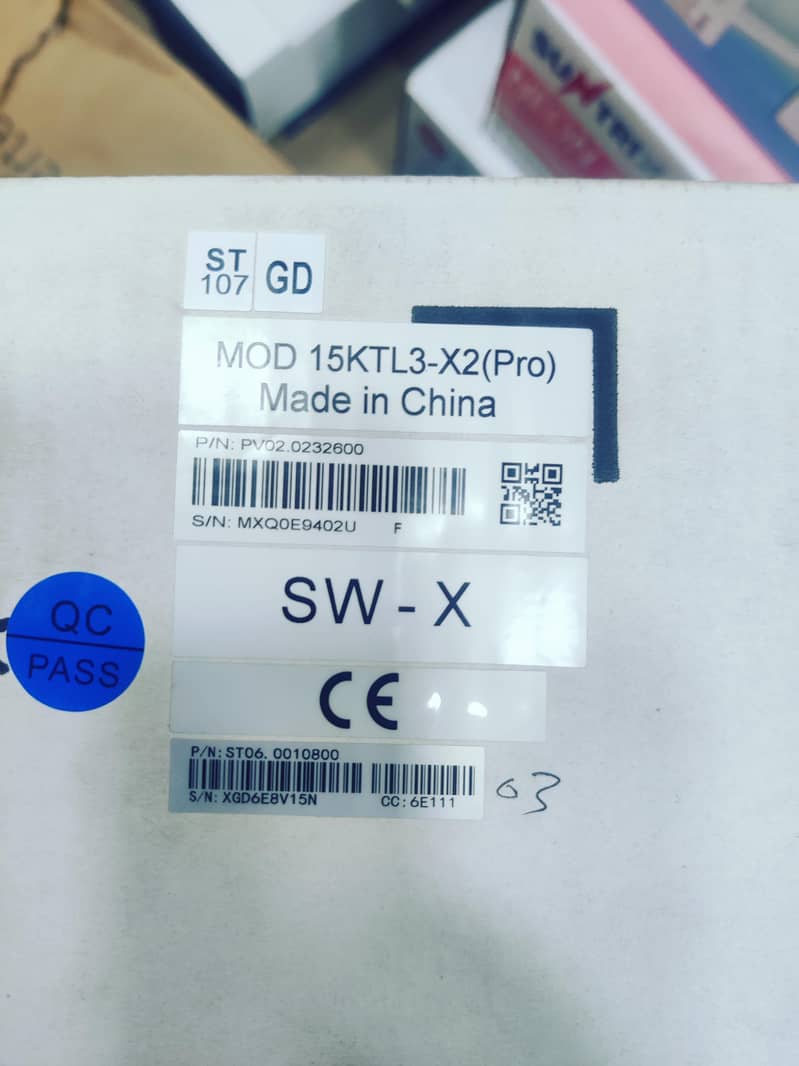 ST
107
GD
MOD 15KTL3-X2(Pro)
Made in China
P/N: PV02.0232600
S/N: MXQ0E9402U F
SW-X
CE
QC
PASS
P/N:ST06.0010800
S/N:XGD6E8V15N CC:6E111
03